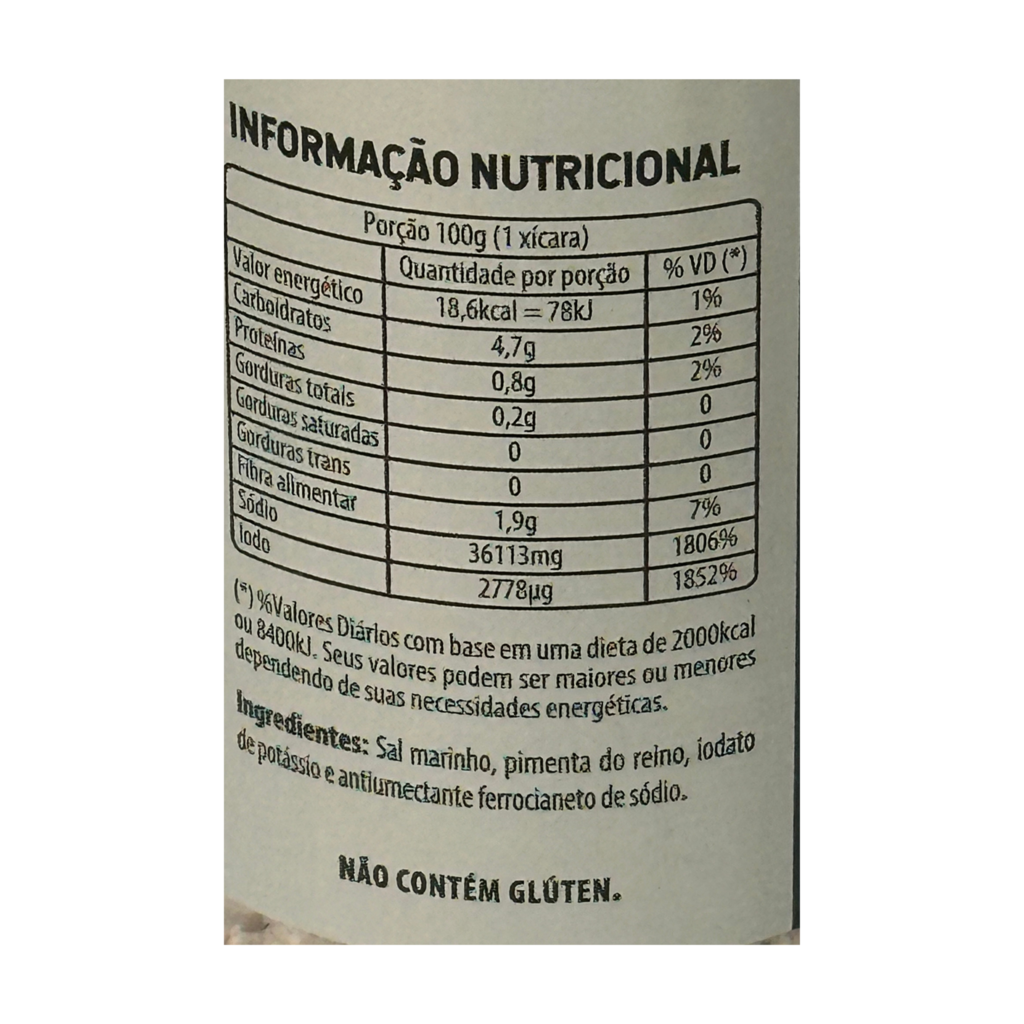 INFORMAÇÃO NUTRICIONAL
Porção 100g (1 xícara)
Quantidade por porção % VD (*)
Valor energético 18,6kcal = 78kJ 1%
Carboidratos 4,7g 2%
Proteínas 0,8g 2%
Gorduras totais 0,2g 0
Gorduras saturadas 0 0
Gorduras trans 0 0
Fibra alimentar 1,9g 7%
Sódio 36113mg 1806%
Iodo 2778µg 1852%
(*) %Valores Diários com base em uma dieta de 2000kcal
ou 8400kJ. Seus valores podem ser maiores ou menores
dependendo de suas necessidades energéticas.
Ingredientes: Sal marinho, pimenta do reino, iodato
de potássio e antiumectante ferrocianeto de sódio.
NÃO CONTÉM GLÚTEN.